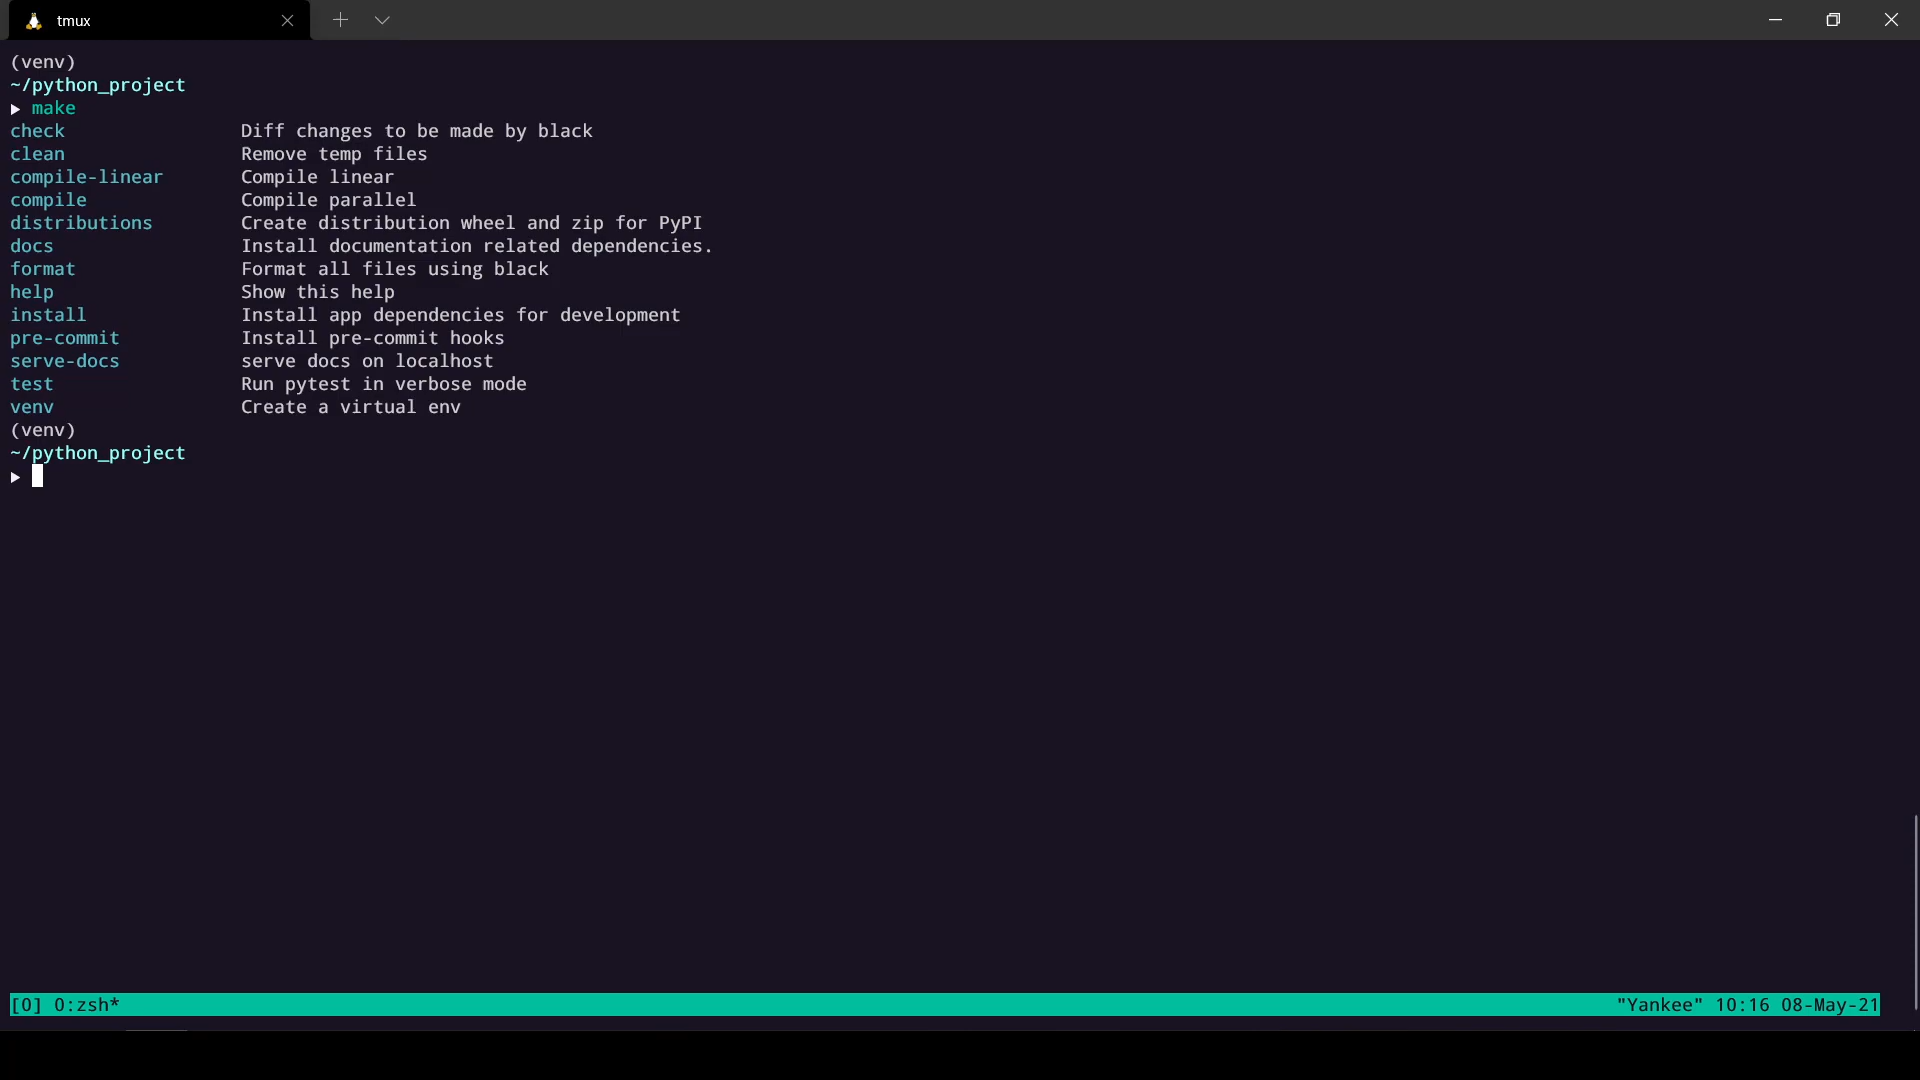 tmux
(venv)
~/python_project
▶ make
check Diff changes to be made by black
clean Remove temp files
compile-linear Compile linear
compile Compile parallel
distributions Create distribution wheel and zip for PyPI
docs Install documentation related dependencies.
format Format all files using black
help Show this help
install Install app dependencies for development
pre-commit Install pre-commit hooks
serve-docs serve docs on localhost
test Run pytest in verbose mode
venv Create a virtual env
(venv)
~/python_project
▶
[0] 0:zsh* "Yankee" 10:16 08-May-21